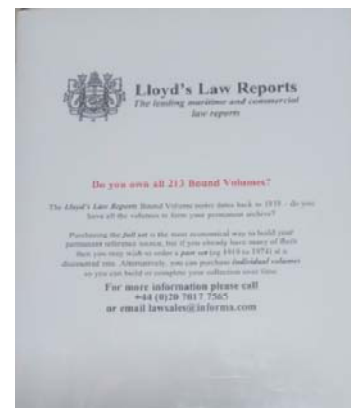 Lloyd's Law Reports
The leading maritime and commercial
law reports
Do you own all 213 Bound Volumes?
The Lloyd's Law Reports Bound Volume series dates back to 1919 - do you
have all the volumes to form your permanent archive?
Purchasing the full set is the most economical way to build your
permanent reference source, but if you already have many of them
then you may wish to order a part set (eg 1919 to 1974) at a
discounted rate. Alternatively, you can purchase individual volumes
so you can build or complete your collection over time.
For more information please call
+44 (0)20 7017 7565
or email lawsales@informa.com